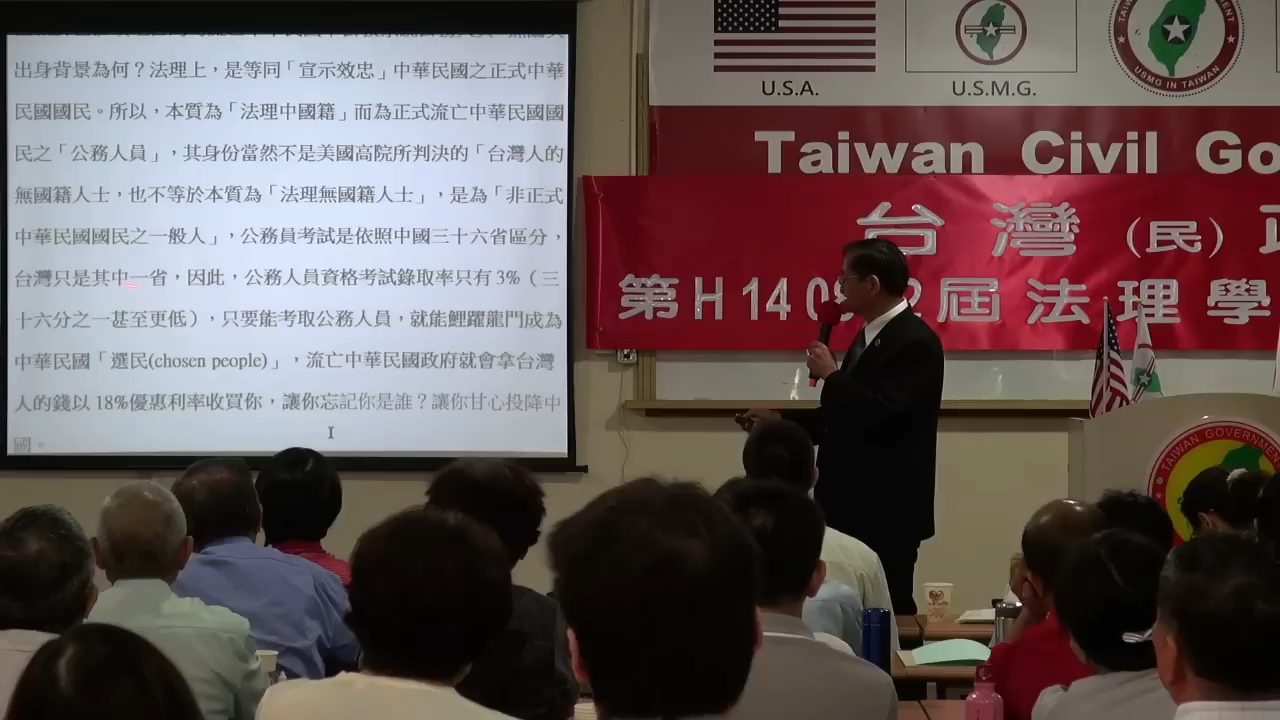 出身背景為何？法理上，是等同「宣示效忠」中華民國之正式中華
民國國民。所以，本質為「法理中國籍」而為正式流亡中華民國國
民之「公務人員」，其身份當然不是美國高院所判決的「台灣人的
無國籍人士，也不等於本質為「法理無國籍人士」，是為「非正式
中華民國國民之一般人」，公務員考試是依照中國三十六省區分，
台灣只是其中一省，因此，公務人員資格考試錄取率只有 3%（三
十六分之一甚至更低），只要能考取公務人員，就能鯉躍龍門成為
中華民國「選民(chosen people)」，流亡中華民國政府就會拿台灣
人的錢以 18%優惠利率收買你，讓你忘記你是誰？讓你甘心投降中
國。
U.S.A.
U.S.M.G.
USMG IN TAIWAN
Taiwan Civil Go
台灣（民）政
第H1409 2屆法理學
TAIWAN GOVERNMENT